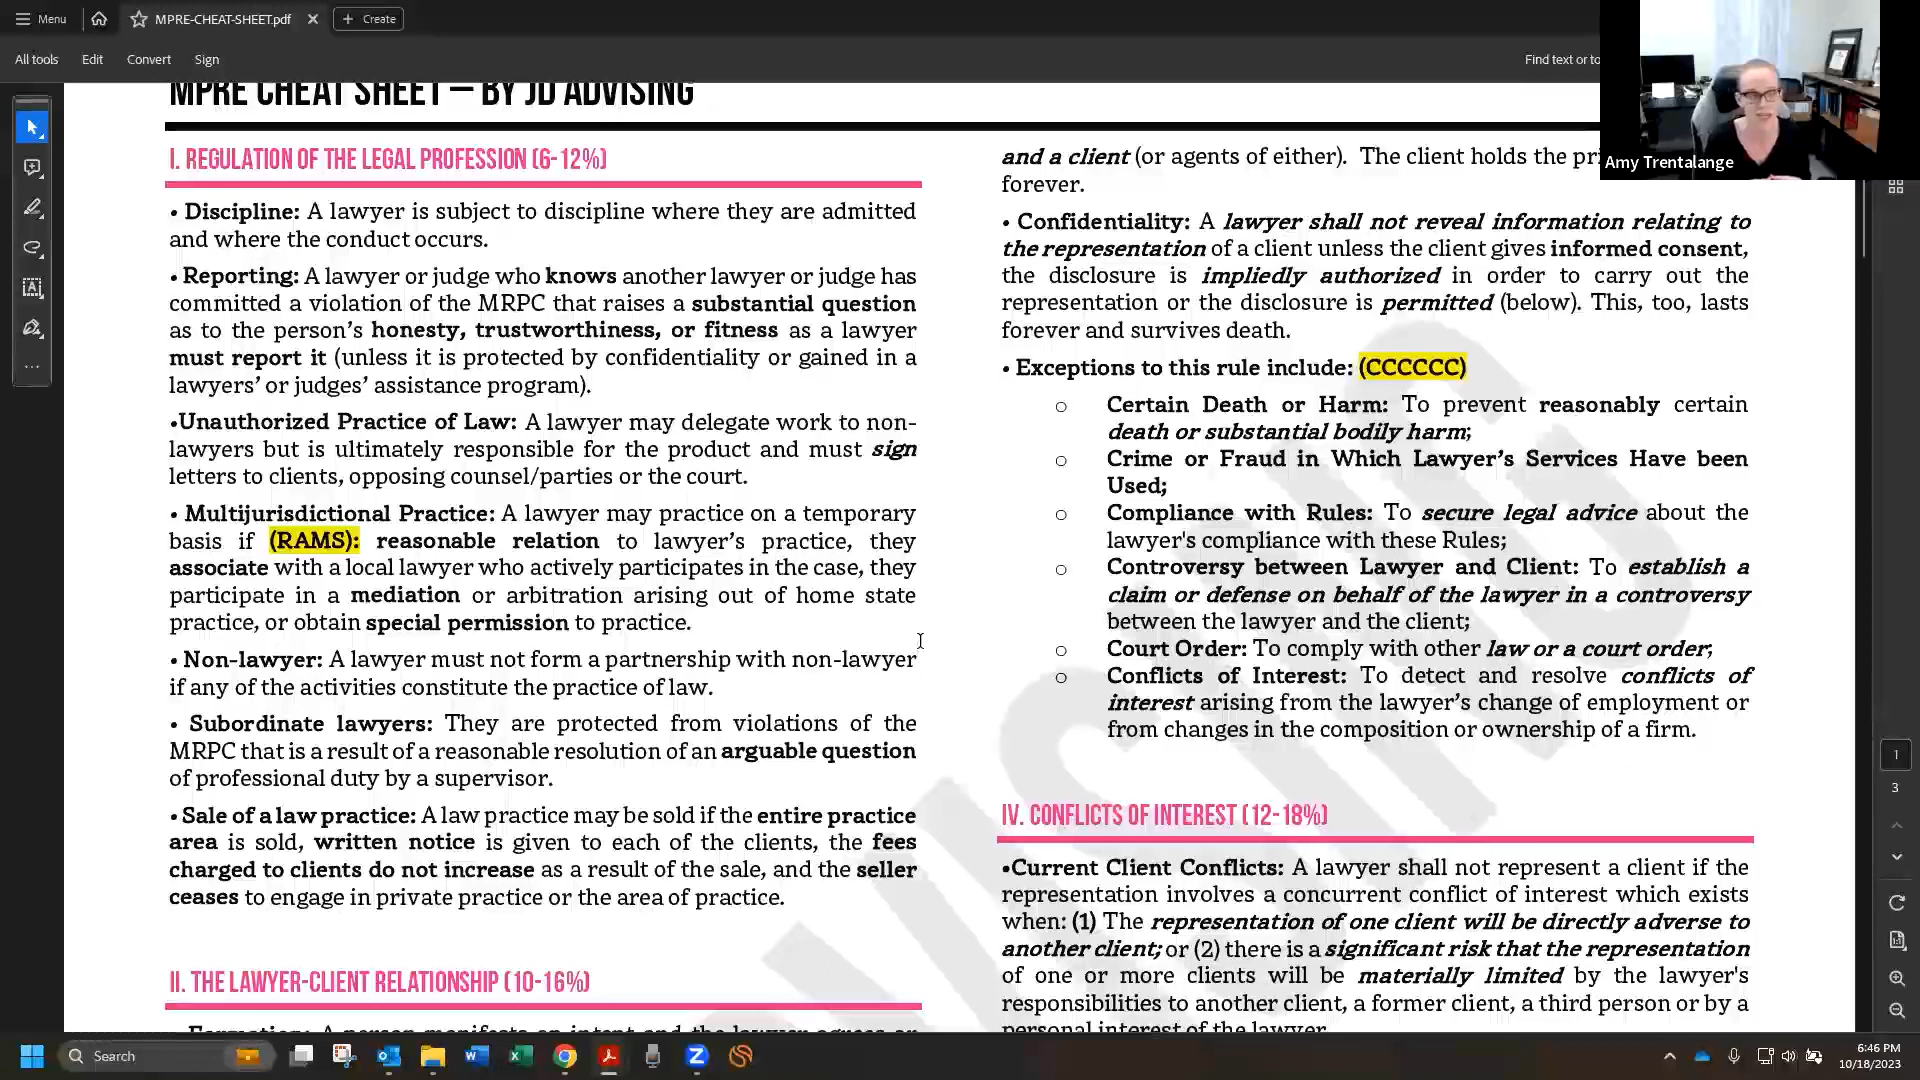 Menu
MPRE-CHEAT-SHEET.pdf
Create
All tools
Edit
Convert
Sign
Find text or to
Amy Trentalange
MPRE CHEAT SHEET – BY JD ADVISING
I. REGULATION OF THE LEGAL PROFESSION (6-12%)
• Discipline: A lawyer is subject to discipline where they are admitted
and where the conduct occurs.
• Reporting: A lawyer or judge who knows another lawyer or judge has
committed a violation of the MRPC that raises a substantial question
as to the person's honesty, trustworthiness, or fitness as a lawyer
must report it (unless it is protected by confidentiality or gained in a
lawyers' or judges' assistance program).
•Unauthorized Practice of Law: A lawyer may delegate work to non-
lawyers but is ultimately responsible for the product and must sign
letters to clients, opposing counsel/parties or the court.
• Multijurisdictional Practice: A lawyer may practice on a temporary
basis if (RAMS): reasonable relation to lawyer's practice, they
associate with a local lawyer who actively participates in the case, they
participate in a mediation or arbitration arising out of home state
practice, or obtain special permission to practice.
• Non-lawyer: A lawyer must not form a partnership with non-lawyer
if any of the activities constitute the practice of law.
• Subordinate lawyers: They are protected from violations of the
MRPC that is a result of a reasonable resolution of an arguable question
of professional duty by a supervisor.
• Sale of a law practice: A law practice may be sold if the entire practice
area is sold, written notice is given to each of the clients, the fees
charged to clients do not increase as a result of the sale, and the seller
ceases to engage in private practice or the area of practice.
II. THE LAWYER-CLIENT RELATIONSHIP (10-16%)
• Formation: A person manifests an intent and the lawyer agrees or
and a client (or agents of either). The client holds the pri
forever.
• Confidentiality: A lawyer shall not reveal information relating to
the representation of a client unless the client gives informed consent,
the disclosure is impliedly authorized in order to carry out the
representation or the disclosure is permitted (below). This, too, lasts
forever and survives death.
• Exceptions to this rule include: (CCCCCC)
o Certain Death or Harm: To prevent reasonably certain
death or substantial bodily harm;
o Crime or Fraud in Which Lawyer's Services Have been
Used;
o Compliance with Rules: To secure legal advice about the
lawyer's compliance with these Rules;
o Controversy between Lawyer and Client: To establish a
claim or defense on behalf of the lawyer in a controversy
between the lawyer and the client;
o Court Order: To comply with other law or a court order;
o Conflicts of Interest: To detect and resolve conflicts of
interest arising from the lawyer's change of employment or
from changes in the composition or ownership of a firm.
IV. CONFLICTS OF INTEREST (12-18%)
•Current Client Conflicts: A lawyer shall not represent a client if the
representation involves a concurrent conflict of interest which exists
when: (1) The representation of one client will be directly adverse to
another client; or (2) there is a significant risk that the representation
of one or more clients will be materially limited by the lawyer's
responsibilities to another client, a former client, a third person or by a
personal interest of the lawyer
1
3
Search
6:46 PM
10/18/2023